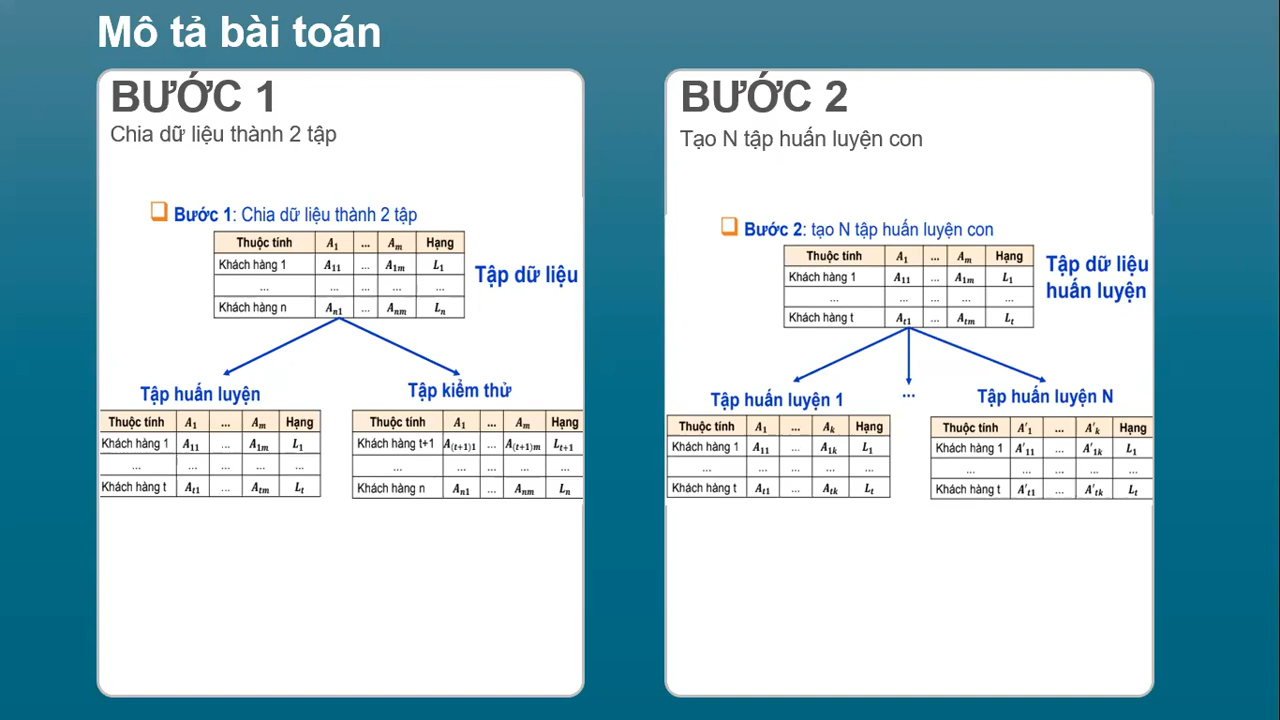 Mô tả bài toán
BƯỚC 1
Chia dữ liệu thành 2 tập
Bước 1: Chia dữ liệu thành 2 tập
Thuộc tính A₁ ... Aₘ Hạng
Khách hàng 1 A₁₁ ... A₁ₘ L₁
... ... ... ... ...
Khách hàng n Aₙ₁ ... Aₙₘ Lₙ
Tập dữ liệu
Tập huấn luyện
Thuộc tính A₁ ... Aₘ Hạng
Khách hàng 1 A₁₁ ... A₁ₘ L₁
... ... ... ... ...
Khách hàng t Aₜ₁ ... Aₜₘ Lₜ
Tập kiểm thử
Thuộc tính A₁ ... Aₘ Hạng
Khách hàng t+1 A₍ₜ₊₁₎₁ ... A₍ₜ₊₁₎ₘ Lₜ₊₁
... ... ... ... ...
Khách hàng n Aₙ₁ ... Aₙₘ Lₙ
BƯỚC 2
Tạo N tập huấn luyện con
Bước 2: tạo N tập huấn luyện con
Thuộc tính A₁ ... Aₘ Hạng
Khách hàng 1 A₁₁ ... A₁ₘ L₁
... ... ... ... ...
Khách hàng t Aₜ₁ ... Aₜₘ Lₜ
Tập dữ liệu
huấn luyện
Tập huấn luyện 1
Thuộc tính A₁ ... Aₖ Hạng
Khách hàng 1 A₁₁ ... A₁ₖ L₁
... ... ... ... ...
Khách hàng t Aₜ₁ ... Aₜₖ Lₜ
...
Tập huấn luyện N
Thuộc tính A'₁ ... A'ₖ Hạng
Khách hàng 1 A'₁₁ ... A'₁ₖ L₁
... ... ... ... ...
Khách hàng t A'ₜ₁ ... A'ₜₖ Lₜ